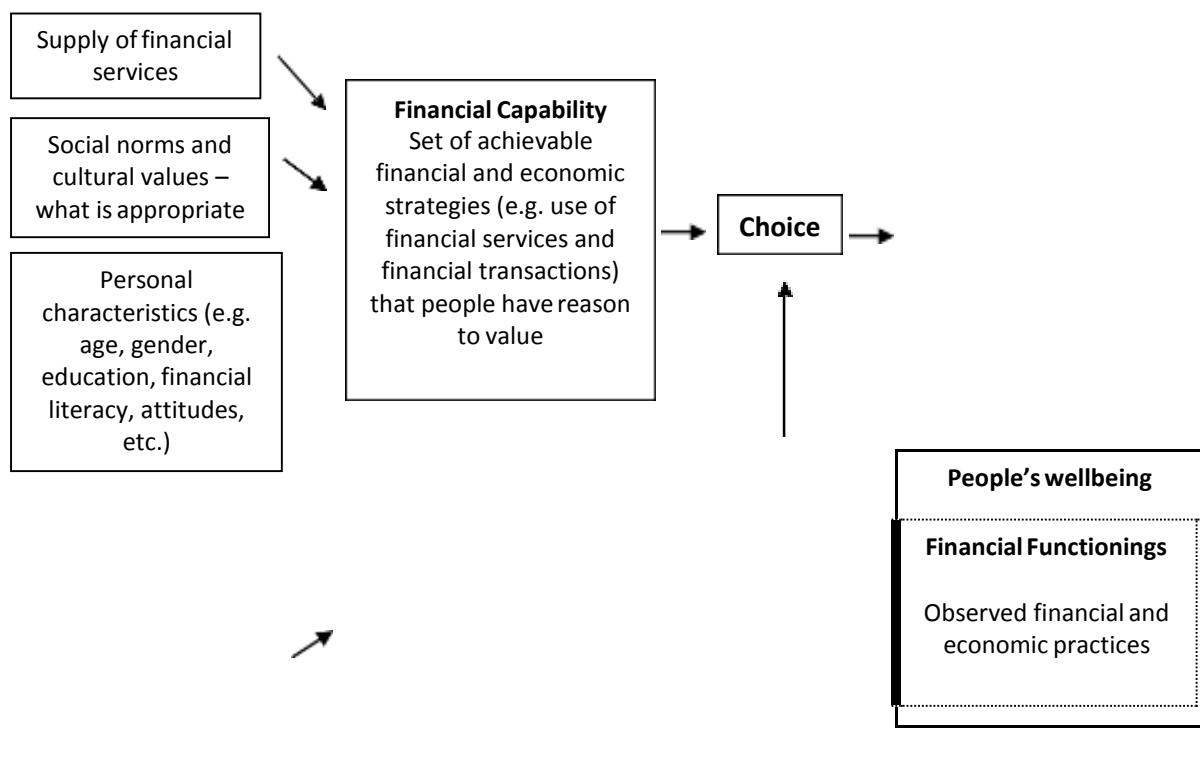 Supply of financial
services
Social norms and
cultural values –
what is appropriate
Personal
characteristics (e.g.
age, gender,
education, financial
literacy, attitudes,
etc.)
Financial Capability
Set of achievable
financial and economic
strategies (e.g. use of
financial services and
financial transactions)
that people have reason
to value
Choice
People's wellbeing
Financial Functionings
Observed financial and
economic practices